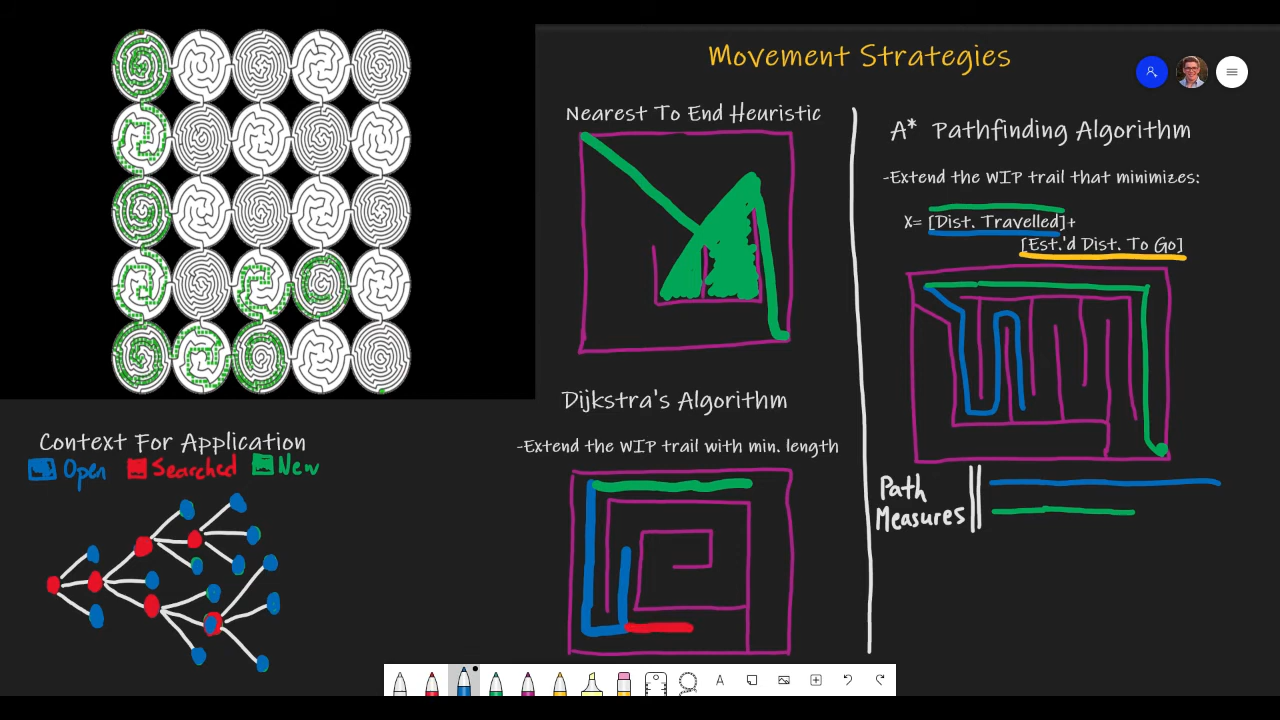 Movement Strategies
Nearest To End Heuristic
A* Pathfinding Algorithm
-Extend the WIP trail that minimizes:
X= [Dist. Travelled]+
[Est.'d Dist. To Go]
Dijkstra's Algorithm
-Extend the WIP trail with min. length
Context For Application
Open Searched New
Path
Measures
A